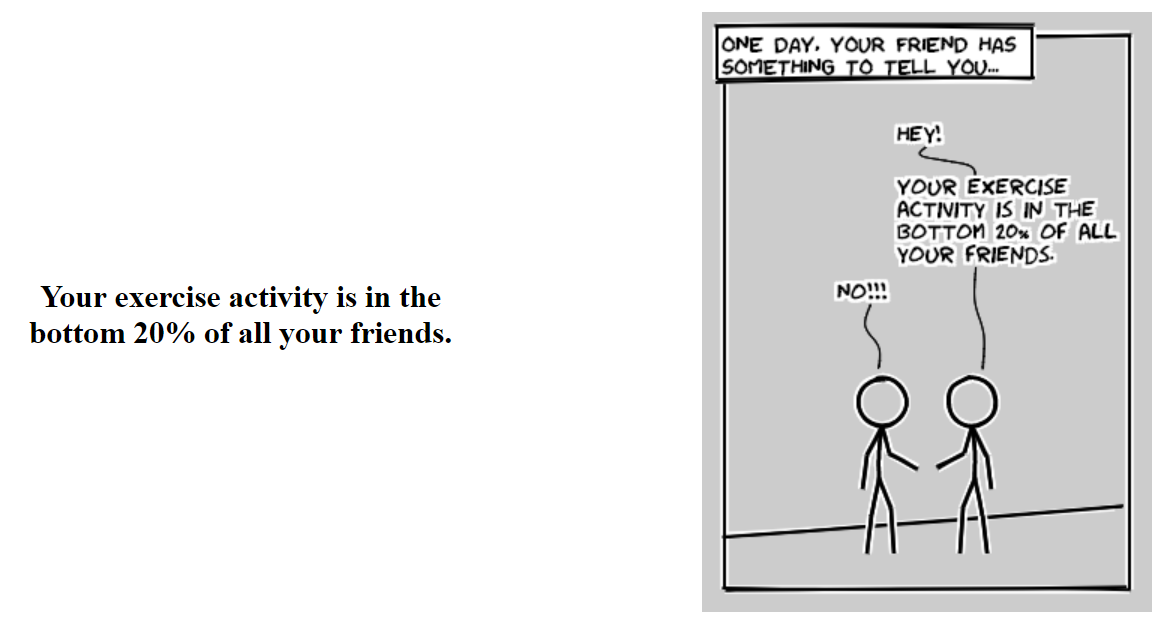 Your exercise activity is in the
bottom 20% of all your friends.
ONE DAY, YOUR FRIEND HAS
SOMETHING TO TELL YOU...
HEY!
YOUR EXERCISE
ACTIVITY IS IN THE
BOTTOM 20% OF ALL
YOUR FRIENDS.
NO!!!